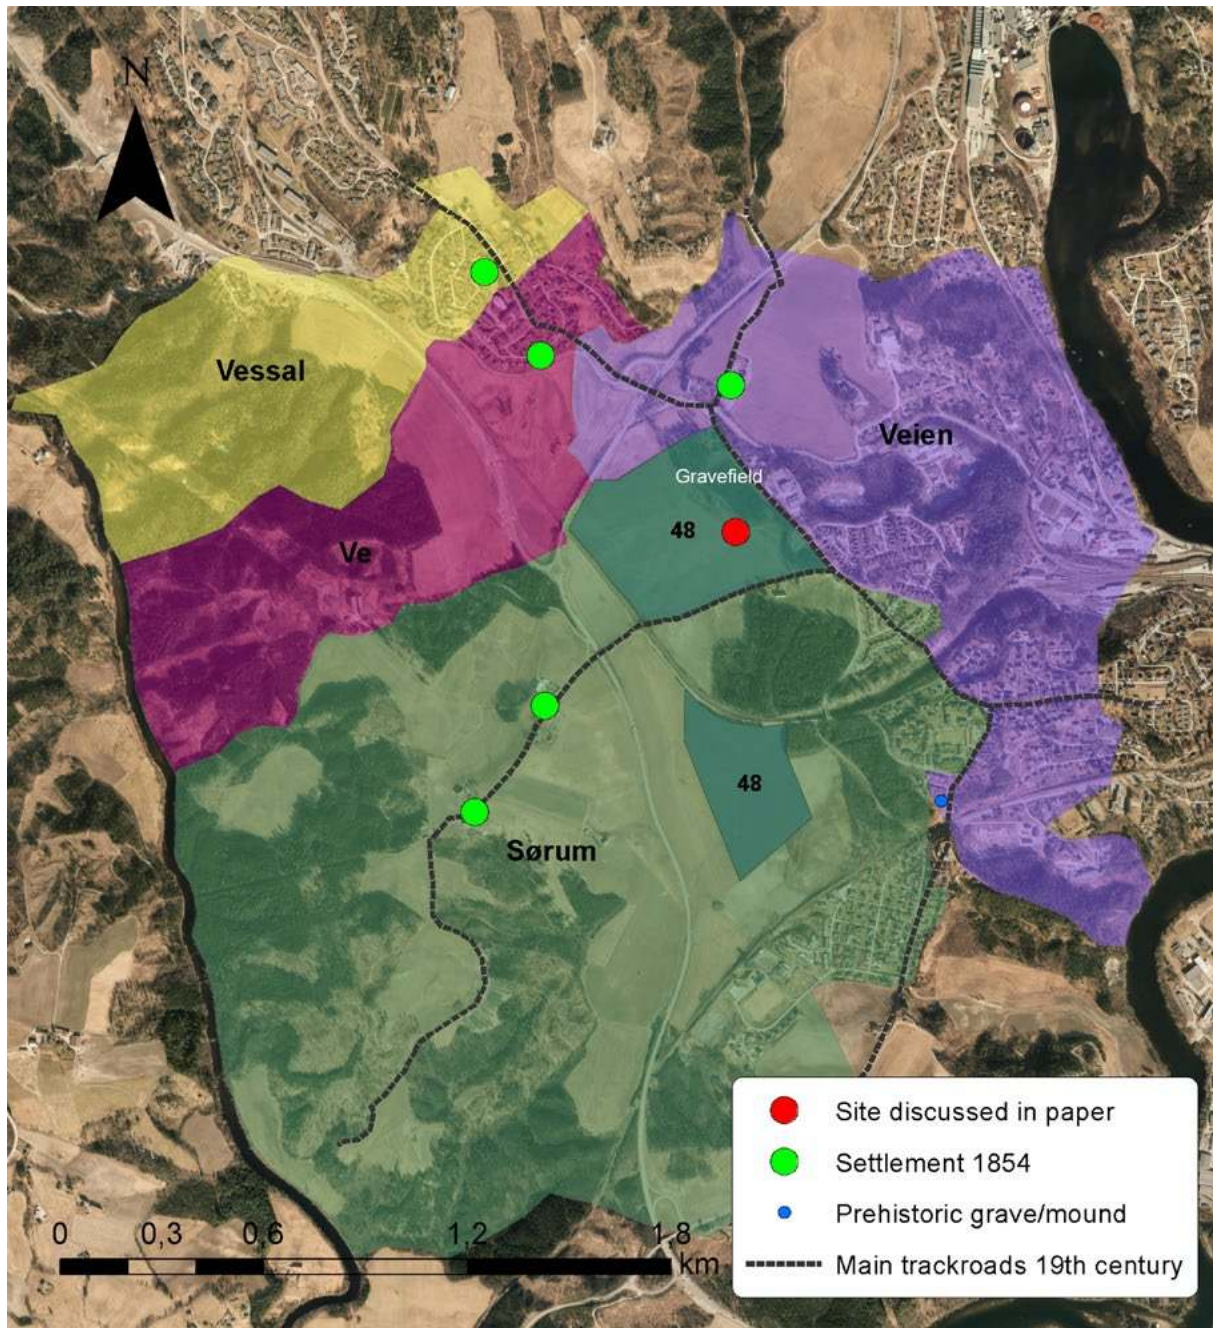 N
Vessal
Veien
Gravefield
48
Ve
48
Sørum
Site discussed in paper
Settlement 1854
Prehistoric grave/mound
Main trackroads 19th century
0 0,3 0,6 1,2 1,8
km